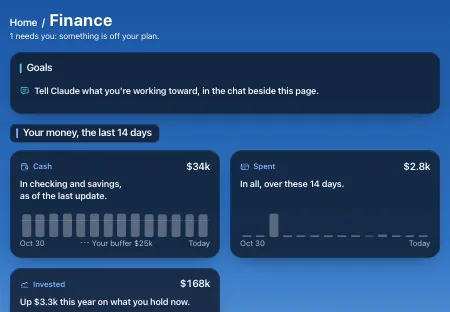 Home / Finance
1 needs you: something is off your plan.
Goals
Tell Claude what you're working toward, in the chat beside this page.
Your money, the last 14 days
Cash $34k
In checking and savings,
as of the last update.
Oct 30 --- Your buffer $25k Today
Spent $2.8k
In all, over these 14 days.
Oct 30 Today
Invested $168k
Up $3.3k this year on what you hold now.